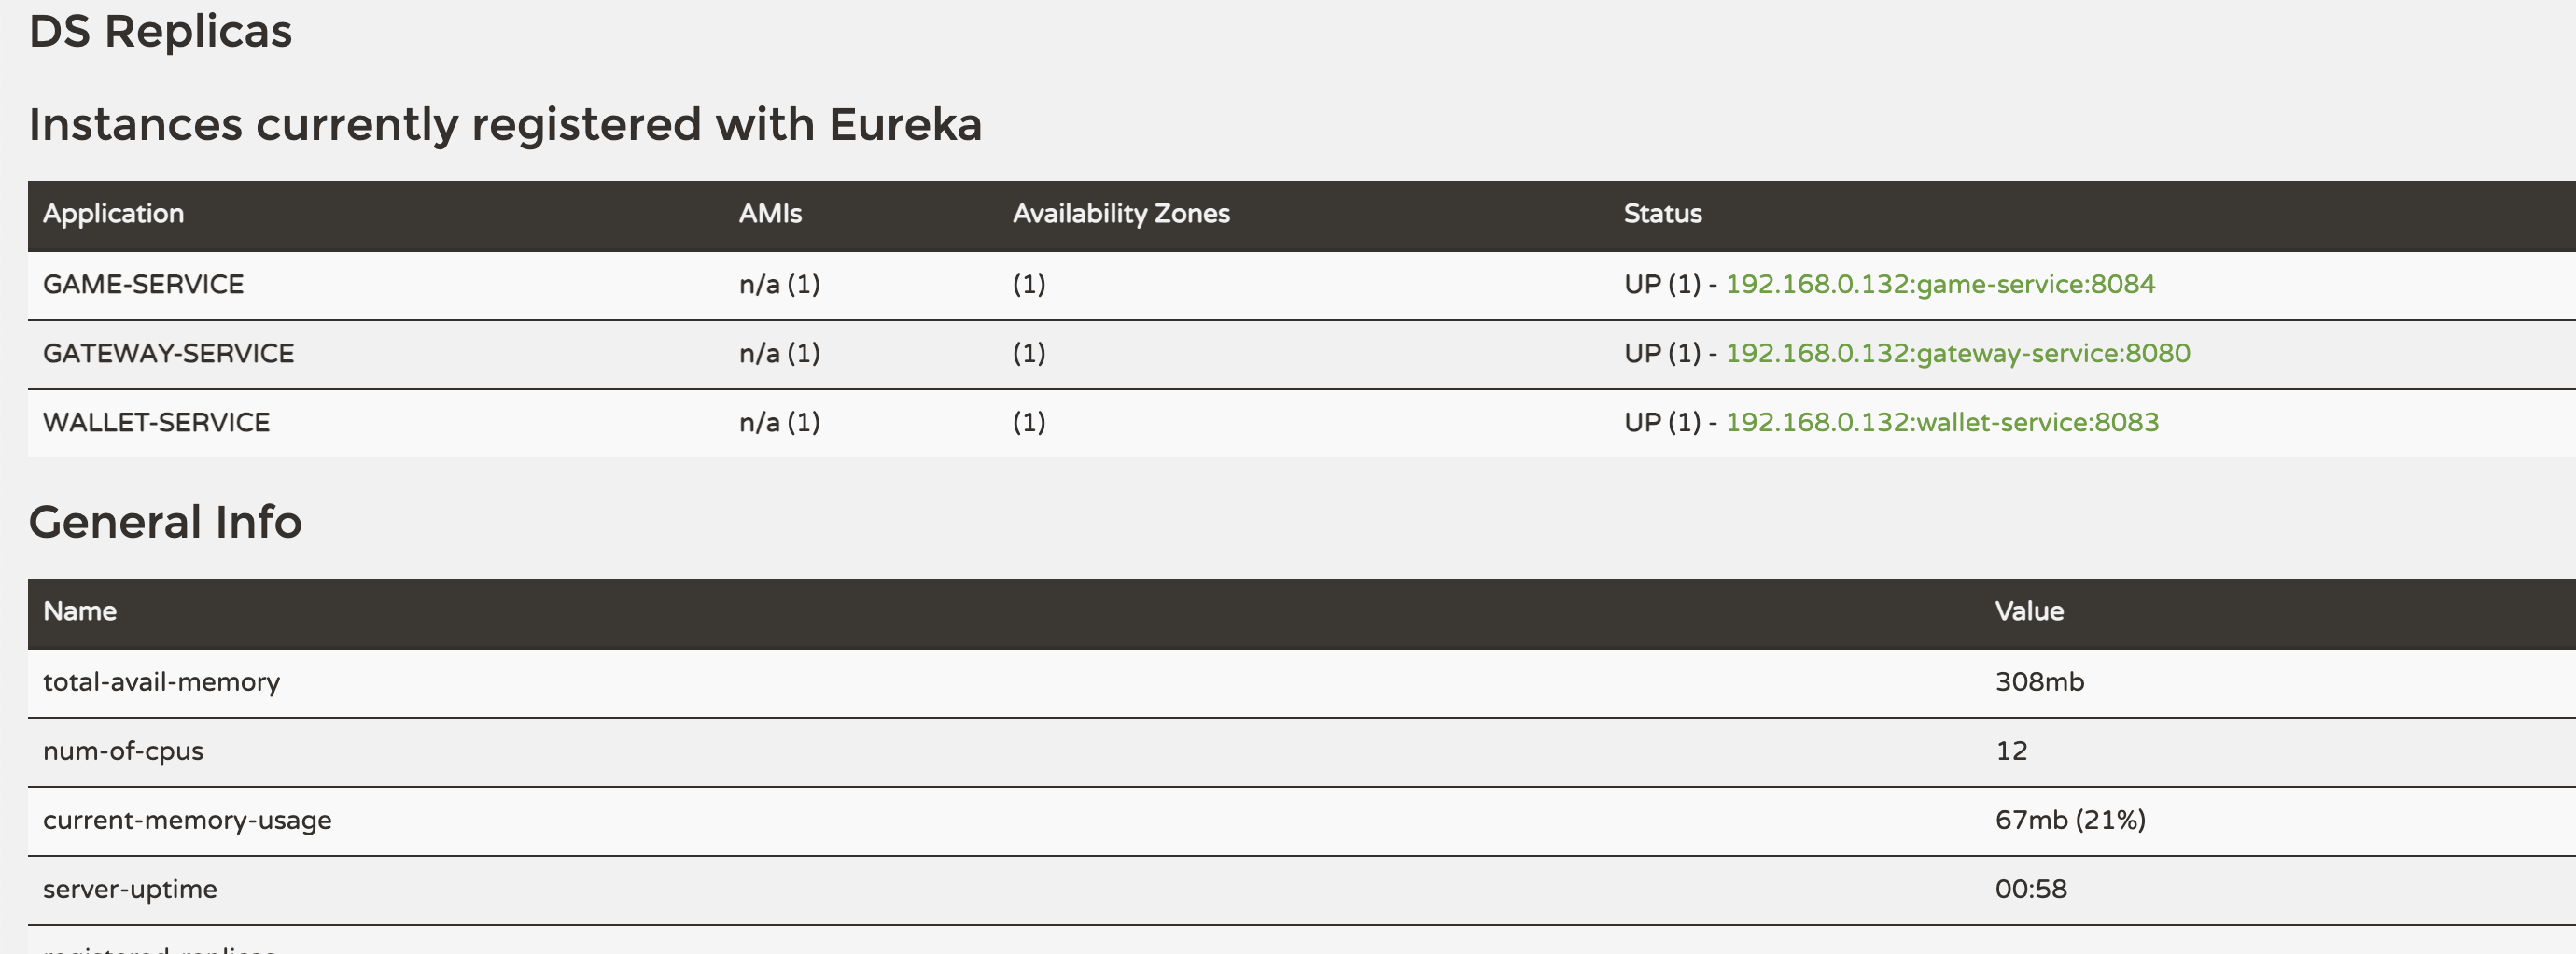 DS Replicas
Instances currently registered with Eureka
Application AMIs Availability Zones Status
GAME-SERVICE n/a (1) (1) UP (1) - 192.168.0.132:game-service:8084
GATEWAY-SERVICE n/a (1) (1) UP (1) - 192.168.0.132:gateway-service:8080
WALLET-SERVICE n/a (1) (1) UP (1) - 192.168.0.132:wallet-service:8083
General Info
Name Value
total-avail-memory 308mb
num-of-cpus 12
current-memory-usage 67mb (21%)
server-uptime 00:58
registered-replicas